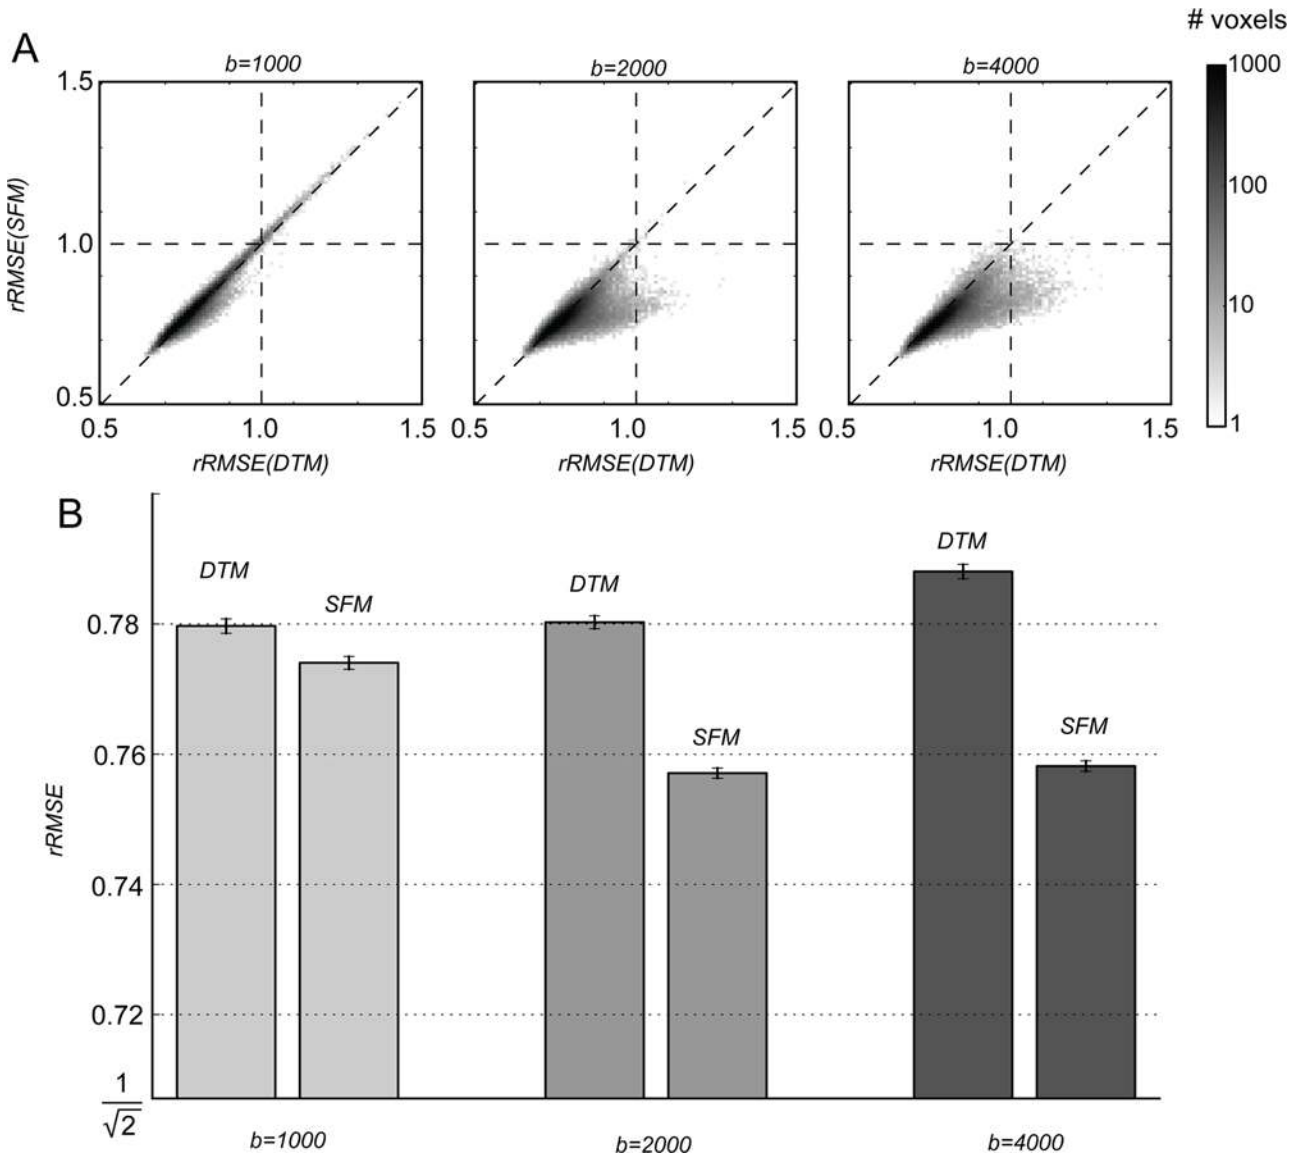 # voxels
A
b=1000
b=2000
b=4000
1.5
1.0
0.5
rRMSE(SFM)
0.5
1.0
1.5
0.5
1.0
1.5
0.5
1.0
1.5
rRMSE(DTM)
rRMSE(DTM)
rRMSE(DTM)
1000
100
10
1
B
DTM
SFM
DTM
SFM
DTM
SFM
0.78
0.76
0.74
0.72
1
√2
rRMSE
b=1000
b=2000
b=4000